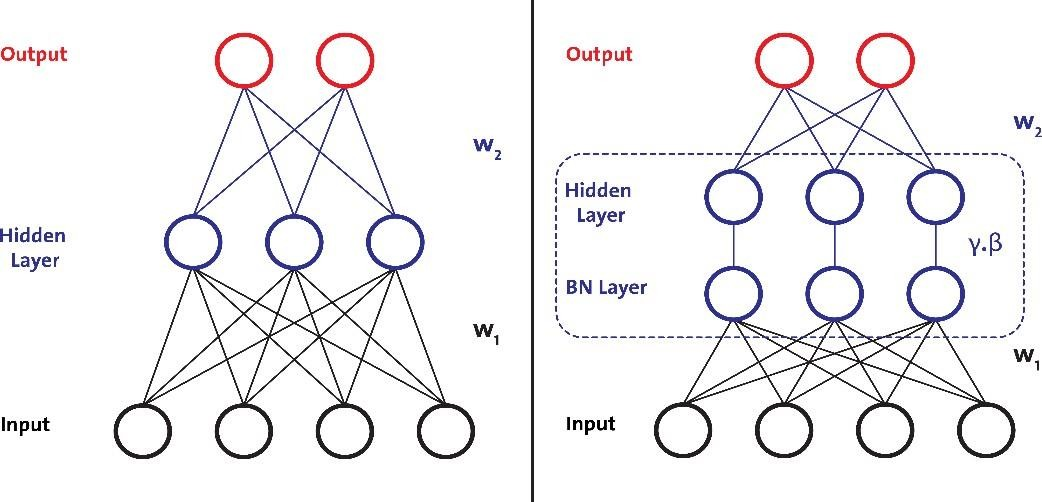 Output
W2
Hidden
Layer
W1
Input
Output
W2
Hidden
Layer
γ.β
BN Layer
W1
Input